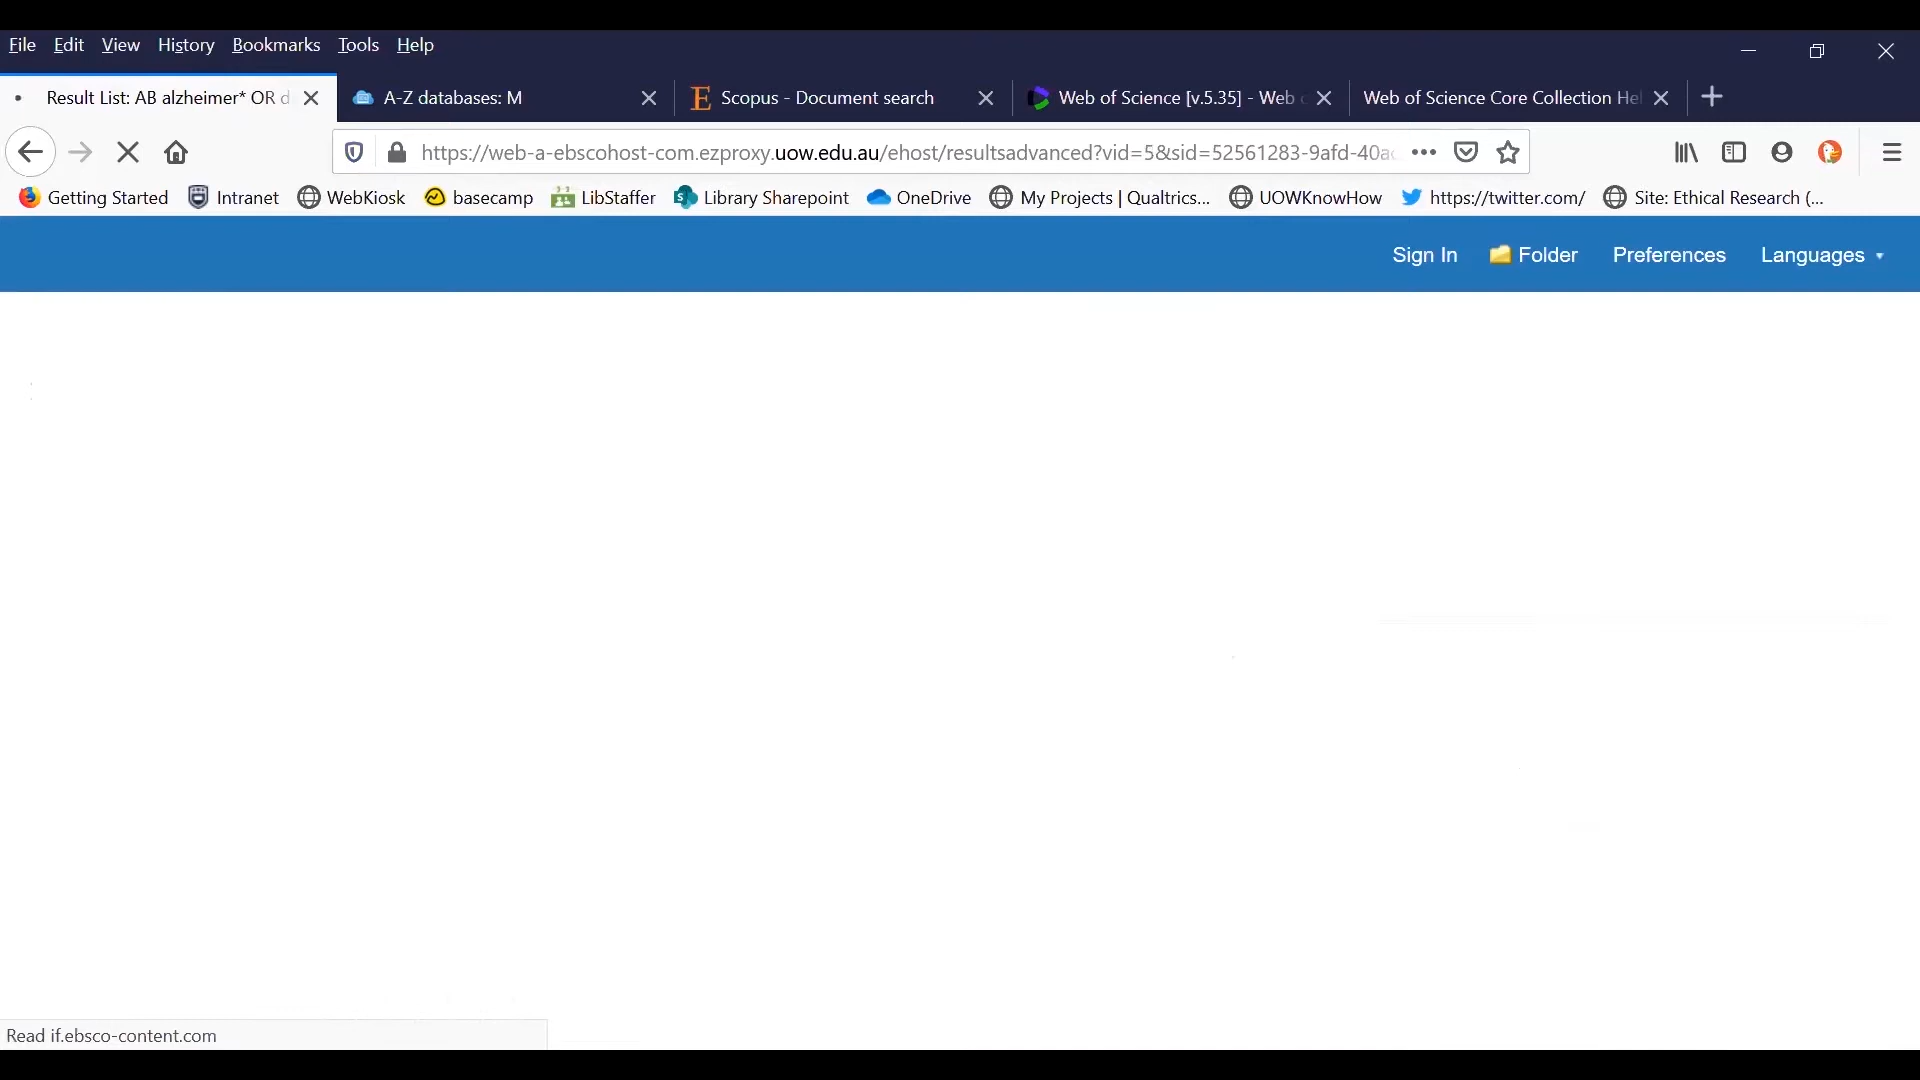 File Edit View History Bookmarks Tools Help
Result List: AB alzheimer* OR d
A-Z databases: M
Scopus - Document search
Web of Science [v.5.35] - Web
Web of Science Core Collection Hel
https://web-a-ebscohost-com.ezproxy.uow.edu.au/ehost/resultsadvanced?vid=5&sid=52561283-9afd-40a
Getting Started Intranet WebKiosk basecamp LibStaffer Library Sharepoint OneDrive My Projects | Qualtrics... UOWKnowHow https://twitter.com/ Site: Ethical Research (...
Sign In Folder Preferences Languages
Read if.ebsco-content.com